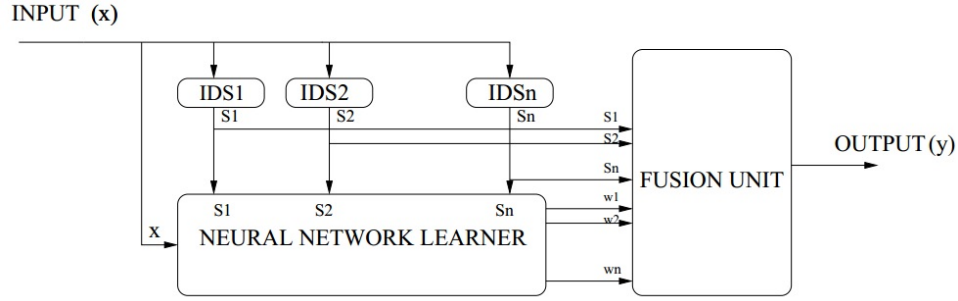 INPUT (x)
IDS1 IDS2 IDSn
S1 S2 Sn S1
S2
OUTPUT(y)
Sn
FUSION UNIT
w1
S1 S2 Sn
w2
x
NEURAL NETWORK LEARNER
wn